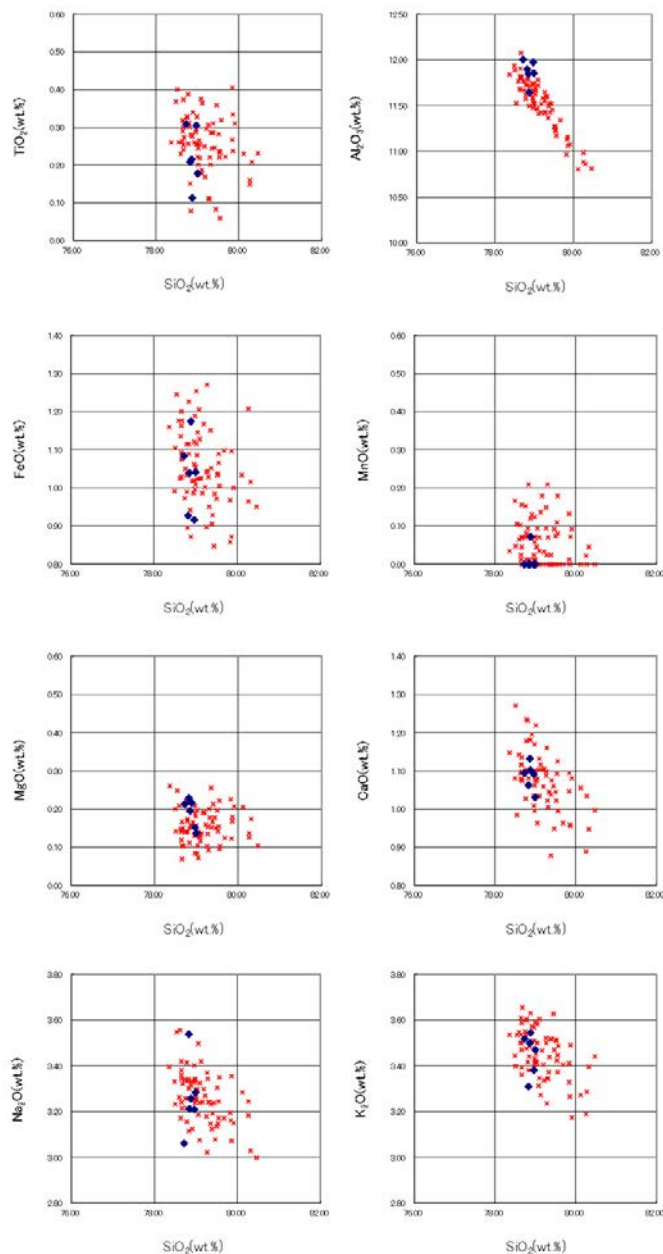 0.60 12.50
0.50 12.00
0.40
0.30 11.50
0.20 11.00
0.10 10.50
0.00 10.00
TiO2(wt.%) Al2O3(wt.%)
76.00 78.00 80.00 82.00 76.00 78.00 80.00 82.00
SiO2(wt.%) SiO2(wt.%)
1.40 0.60
1.30 0.50
1.20 0.40
1.10 0.30
1.00 0.20
0.90 0.10
0.80 0.00
FeO(wt.%) MnO(wt.%)
76.00 78.00 80.00 82.00 76.00 78.00 80.00 82.00
SiO2(wt.%) SiO2(wt.%)
0.60 1.40
0.50 1.30
0.40 1.20
0.30 1.10
0.20 1.00
0.10 0.90
0.00 0.80
MgO(wt.%) CaO(wt.%)
76.00 78.00 80.00 82.00 76.00 78.00 80.00 82.00
SiO2(wt.%) SiO2(wt.%)
3.80 4.00
3.60 3.80
3.40 3.60
3.20 3.40
3.00 3.20
2.80 3.00
Na2O(wt.%) K2O(wt.%)
76.00 78.00 80.00 82.00 76.00 78.00 80.00 82.00
SiO2(wt.%) SiO2(wt.%)